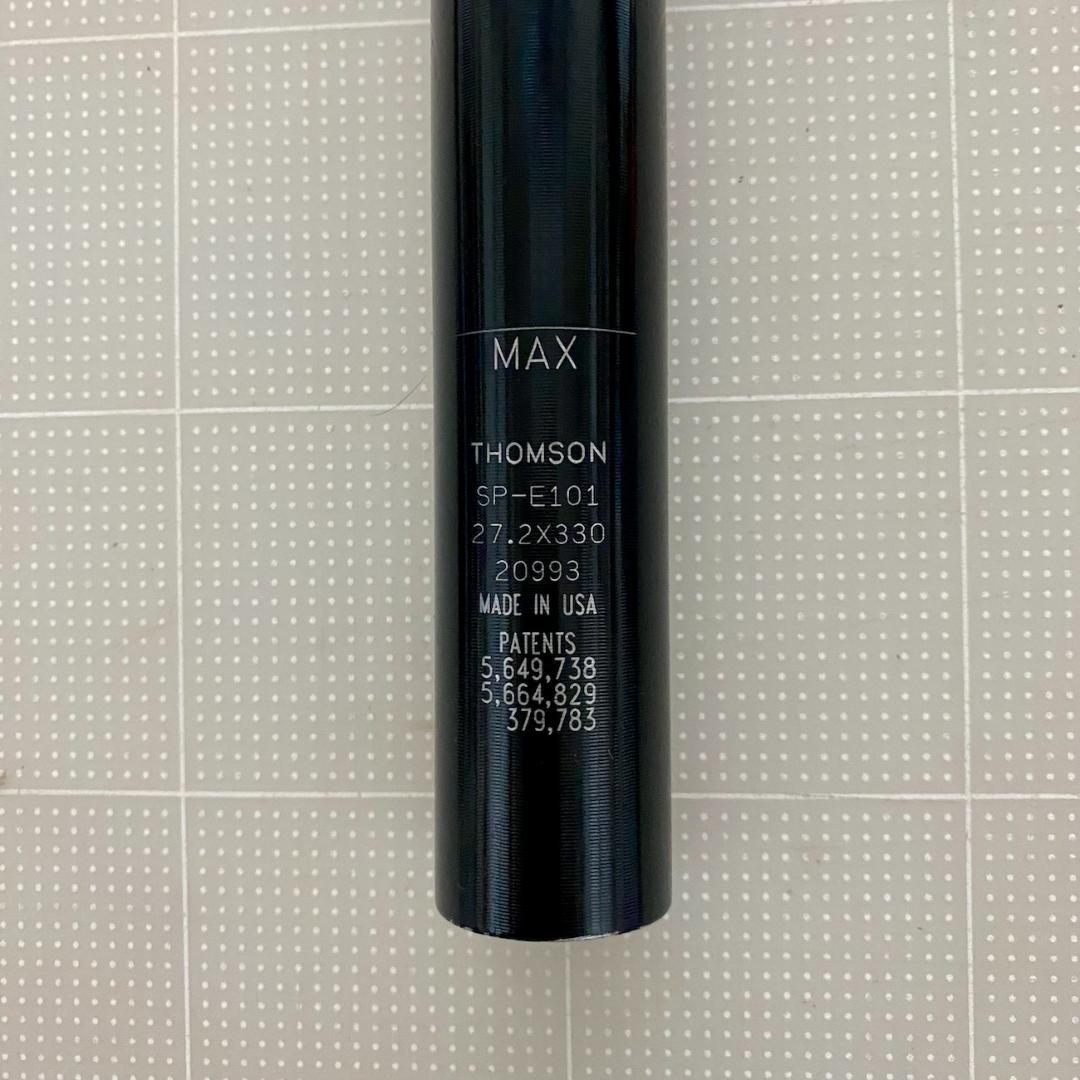 MAX
THOMSON
SP-E101
27.2X330
20993
MADE IN USA
PATENTS
5,649,738
5,664,829
379,783